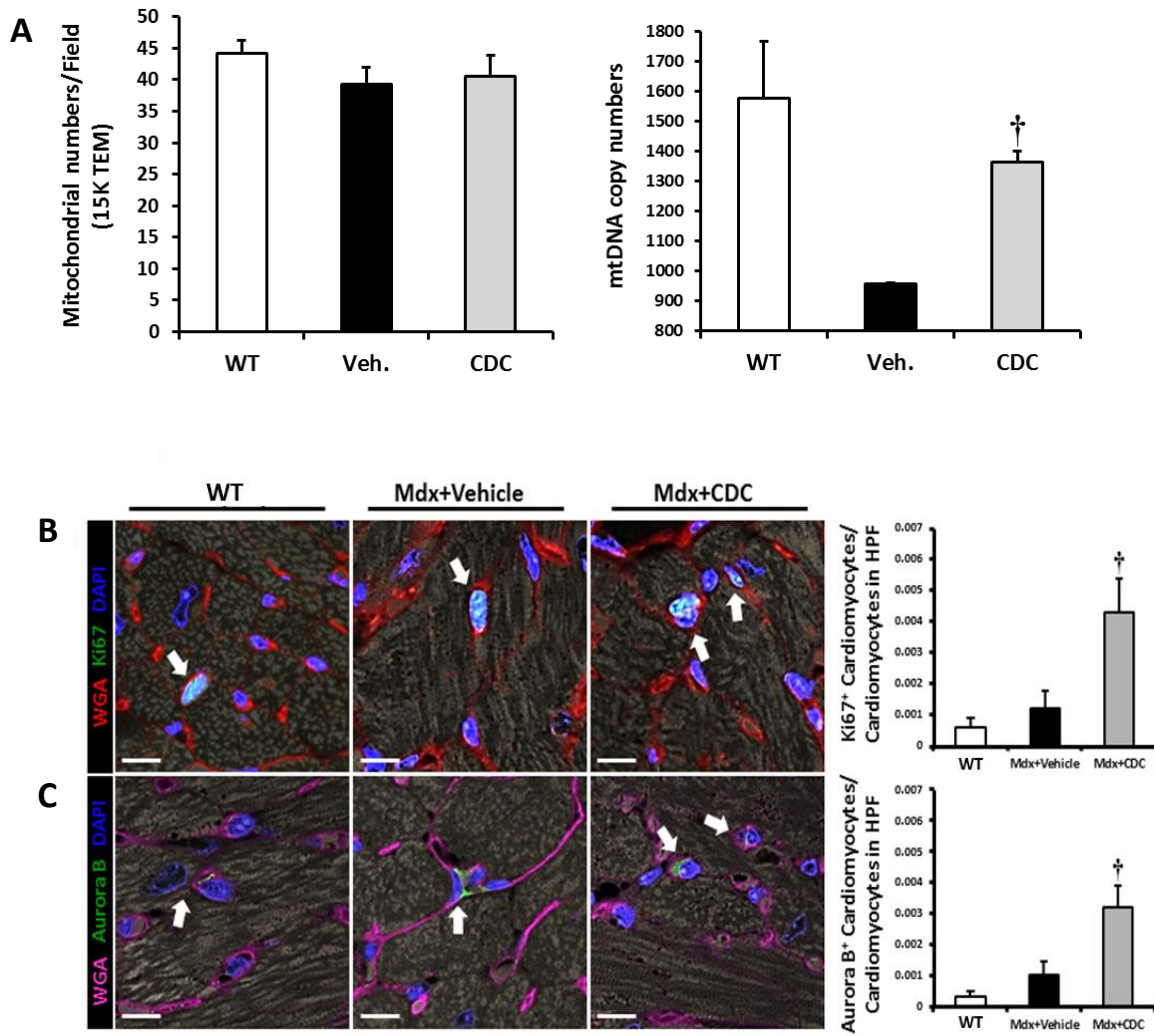 A
Mitochondrial numbers/Field
(15K TEM)
50
45
40
35
30
25
20
15
10
5
0
WT
Veh.
CDC
mtDNA copy numbers
1800
1700
1600
1500
1400
1300
1200
1100
1000
900
800
†
WT
Veh.
CDC
WT
Mdx+Vehicle
Mdx+CDC
B
WGA Ki67 DAPI
Ki67+ Cardiomyocytes/
Cardiomyocytes in HPF
0.007
0.006
0.005
0.004
0.003
0.002
0.001
0
†
WT
Mdx+Vehicle
Mdx+CDC
C
WGA Aurora B DAPI
Aurora B+ Cardiomyocytes/
Cardiomyocytes in HPF
0.007
0.006
0.005
0.004
0.003
0.002
0.001
0
†
WT
Mdx+Vehicle
Mdx+CDC